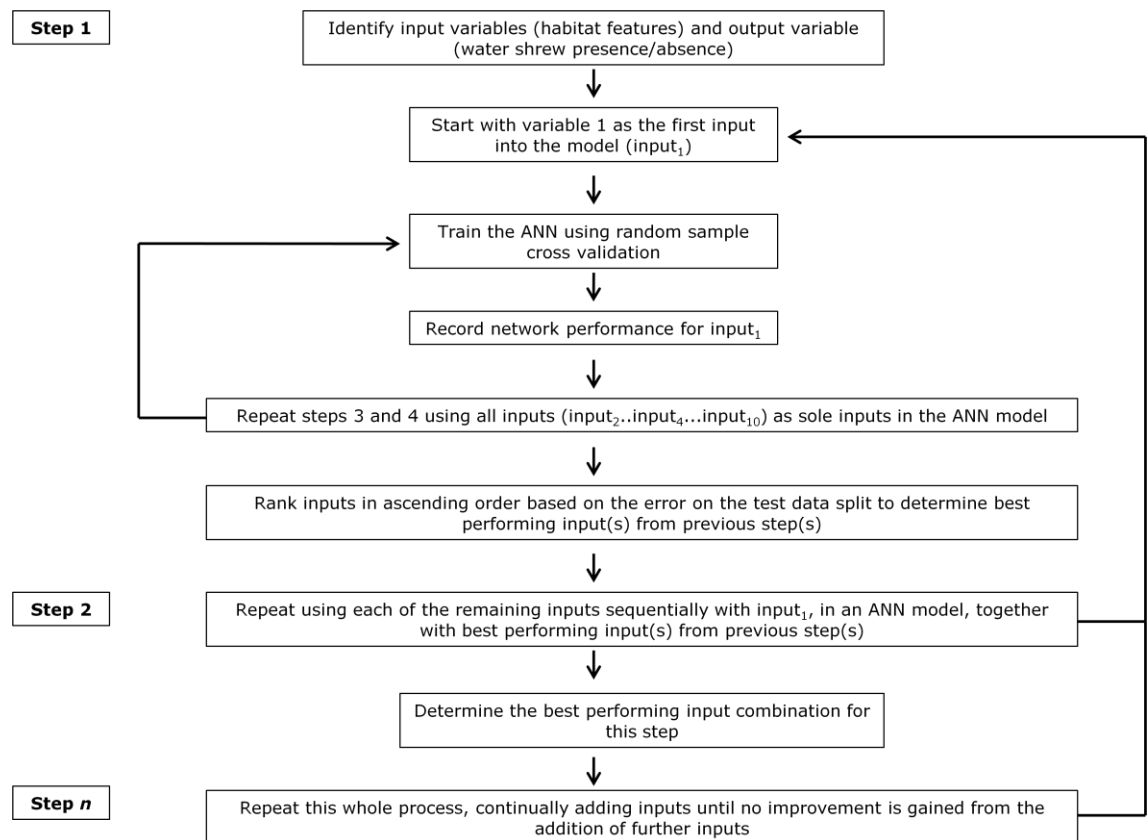 Step 1
Identify input variables (habitat features) and output variable
(water shrew presence/absence)
Start with variable 1 as the first input
into the model (input₁)
Train the ANN using random sample
cross validation
Record network performance for input₁
Repeat steps 3 and 4 using all inputs (input₂..input₄...input₁₀) as sole inputs in the ANN model
Rank inputs in ascending order based on the error on the test data split to determine best
performing input(s) from previous step(s)
Step 2
Repeat using each of the remaining inputs sequentially with input₁, in an ANN model, together
with best performing input(s) from previous step(s)
Determine the best performing input combination for
this step
Step n
Repeat this whole process, continually adding inputs until no improvement is gained from the
addition of further inputs